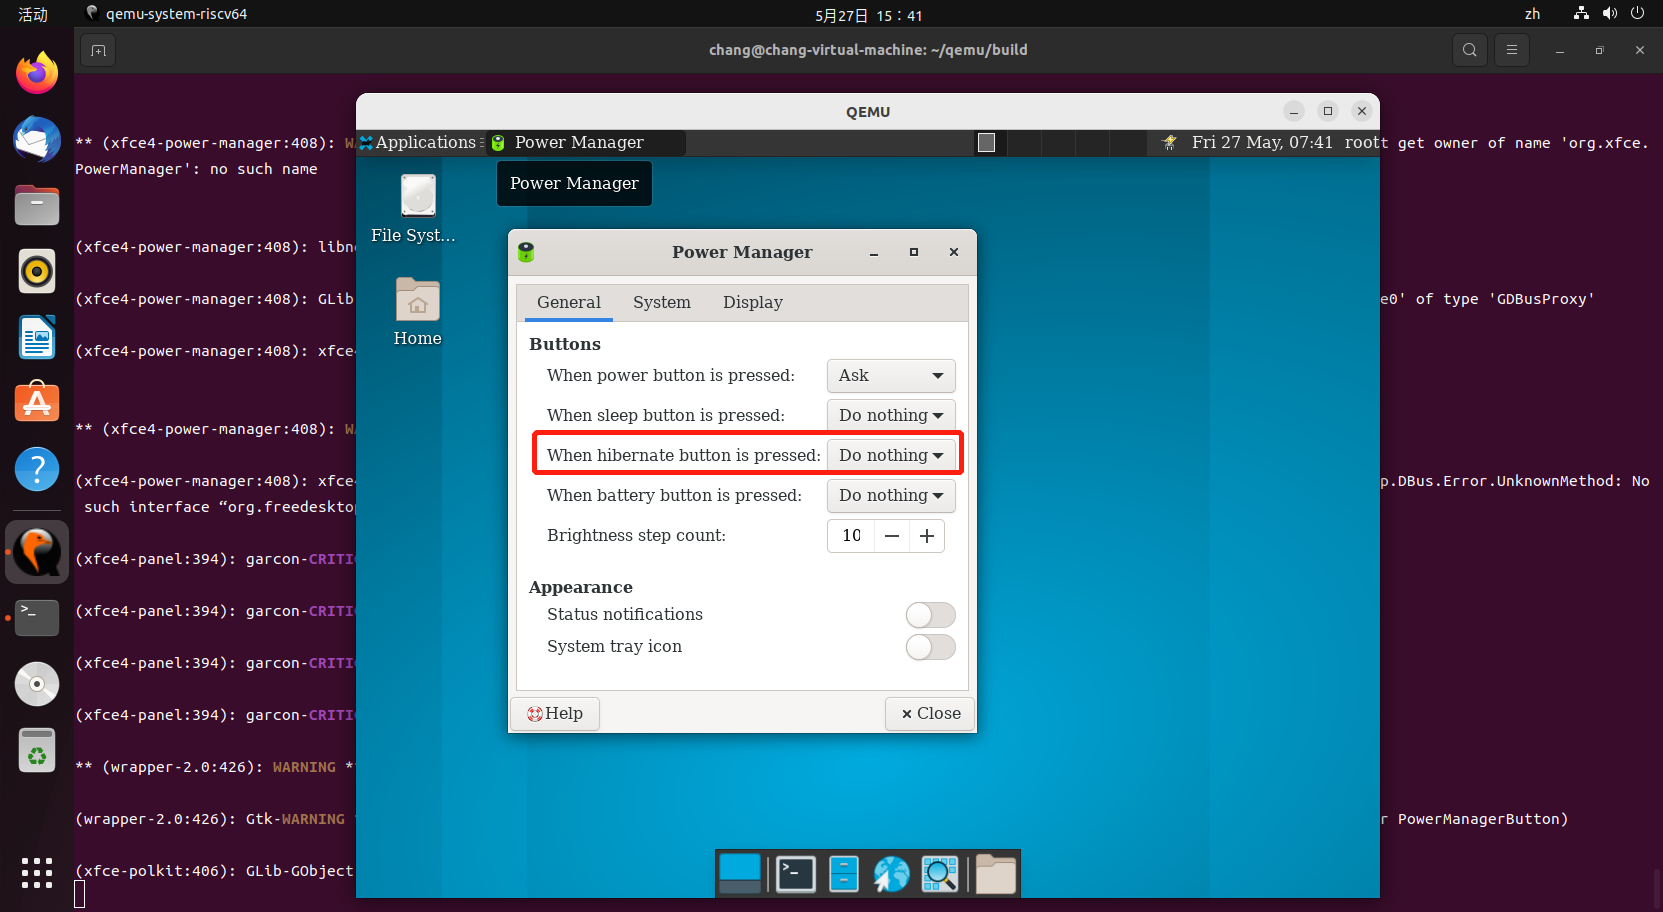 活动
qemu-system-riscv64
5月27日 15：41
zh
chang@chang-virtual-machine: ~/qemu/build
QEMU
Applications
Power Manager
Fri 27 May, 07:41 root
** (xfce4-power-manager:408):
t get owner of name 'org.xfce.
PowerManager': no such name
Power Manager
File Syst...
Home
(xfce4-power-manager:408):
(xfce4-power-manager:408): GLib
e0' of type 'GDBusProxy'
(xfce4-power-manager:408): xfce4
** (xfce4-power-manager:408):
(xfce4-power-manager:408): xfce4
p.DBus.Error.UnknownMethod: No
such interface “org.freedesktop
(xfce4-panel:394): garcon-CRITI
(xfce4-panel:394): garcon-CRITI
(xfce4-panel:394): garcon-CRITI
(xfce4-panel:394): garcon-CRITI
** (wrapper-2.0:426): WARNING *
(wrapper-2.0:426): Gtk-WARNING
r PowerManagerButton)
(xfce-polkit:406): GLib-GObject
Power Manager
General System Display
Buttons
When power button is pressed: Ask
When sleep button is pressed: Do nothing
When hibernate button is pressed: Do nothing
When battery button is pressed: Do nothing
Brightness step count: 10
Appearance
Status notifications
System tray icon
Help
Close